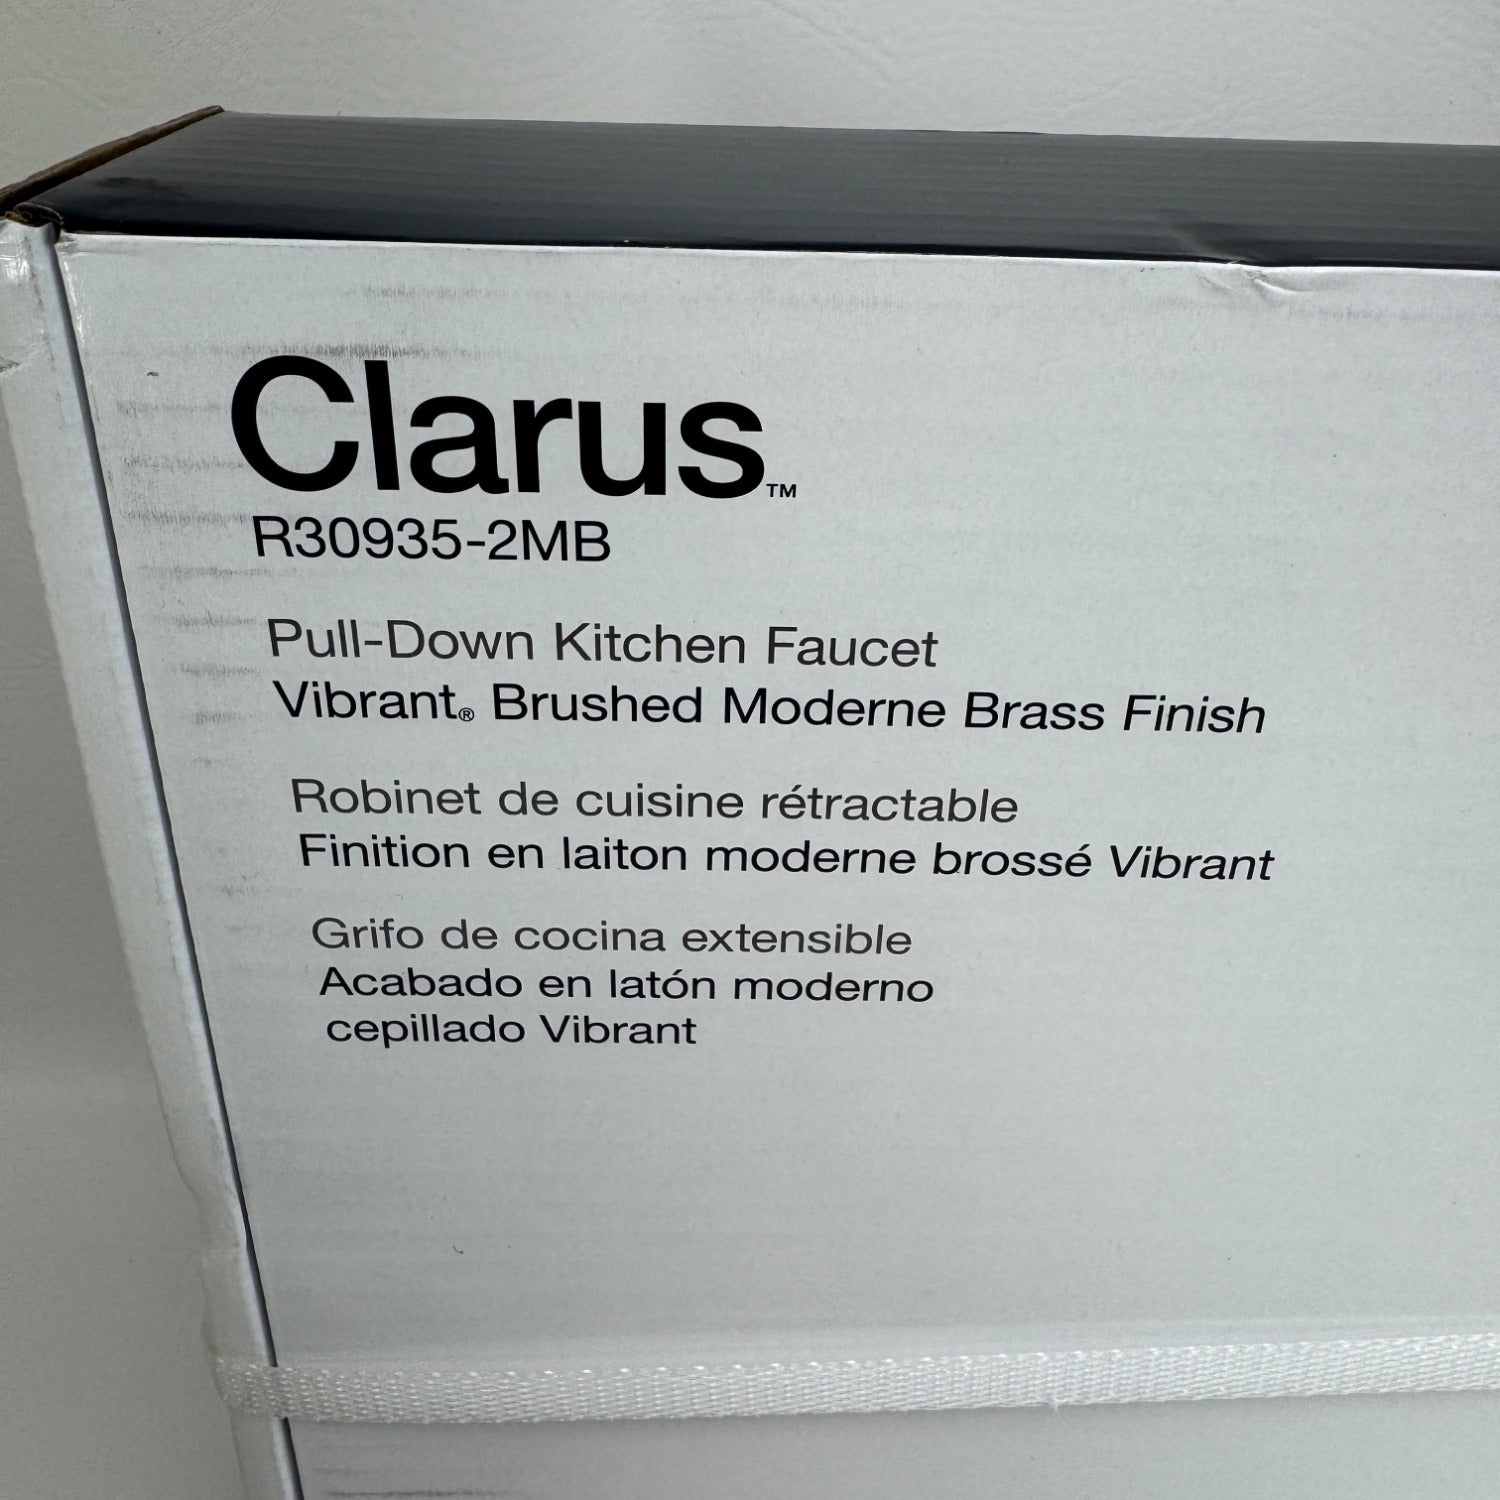 Clarus™
R30935-2MB
Pull-Down Kitchen Faucet
Vibrant® Brushed Moderne Brass Finish
Robinet de cuisine rétractable
Finition en laiton moderne brossé Vibrant
Grifo de cocina extensible
Acabado en latón moderno
cepillado Vibrant